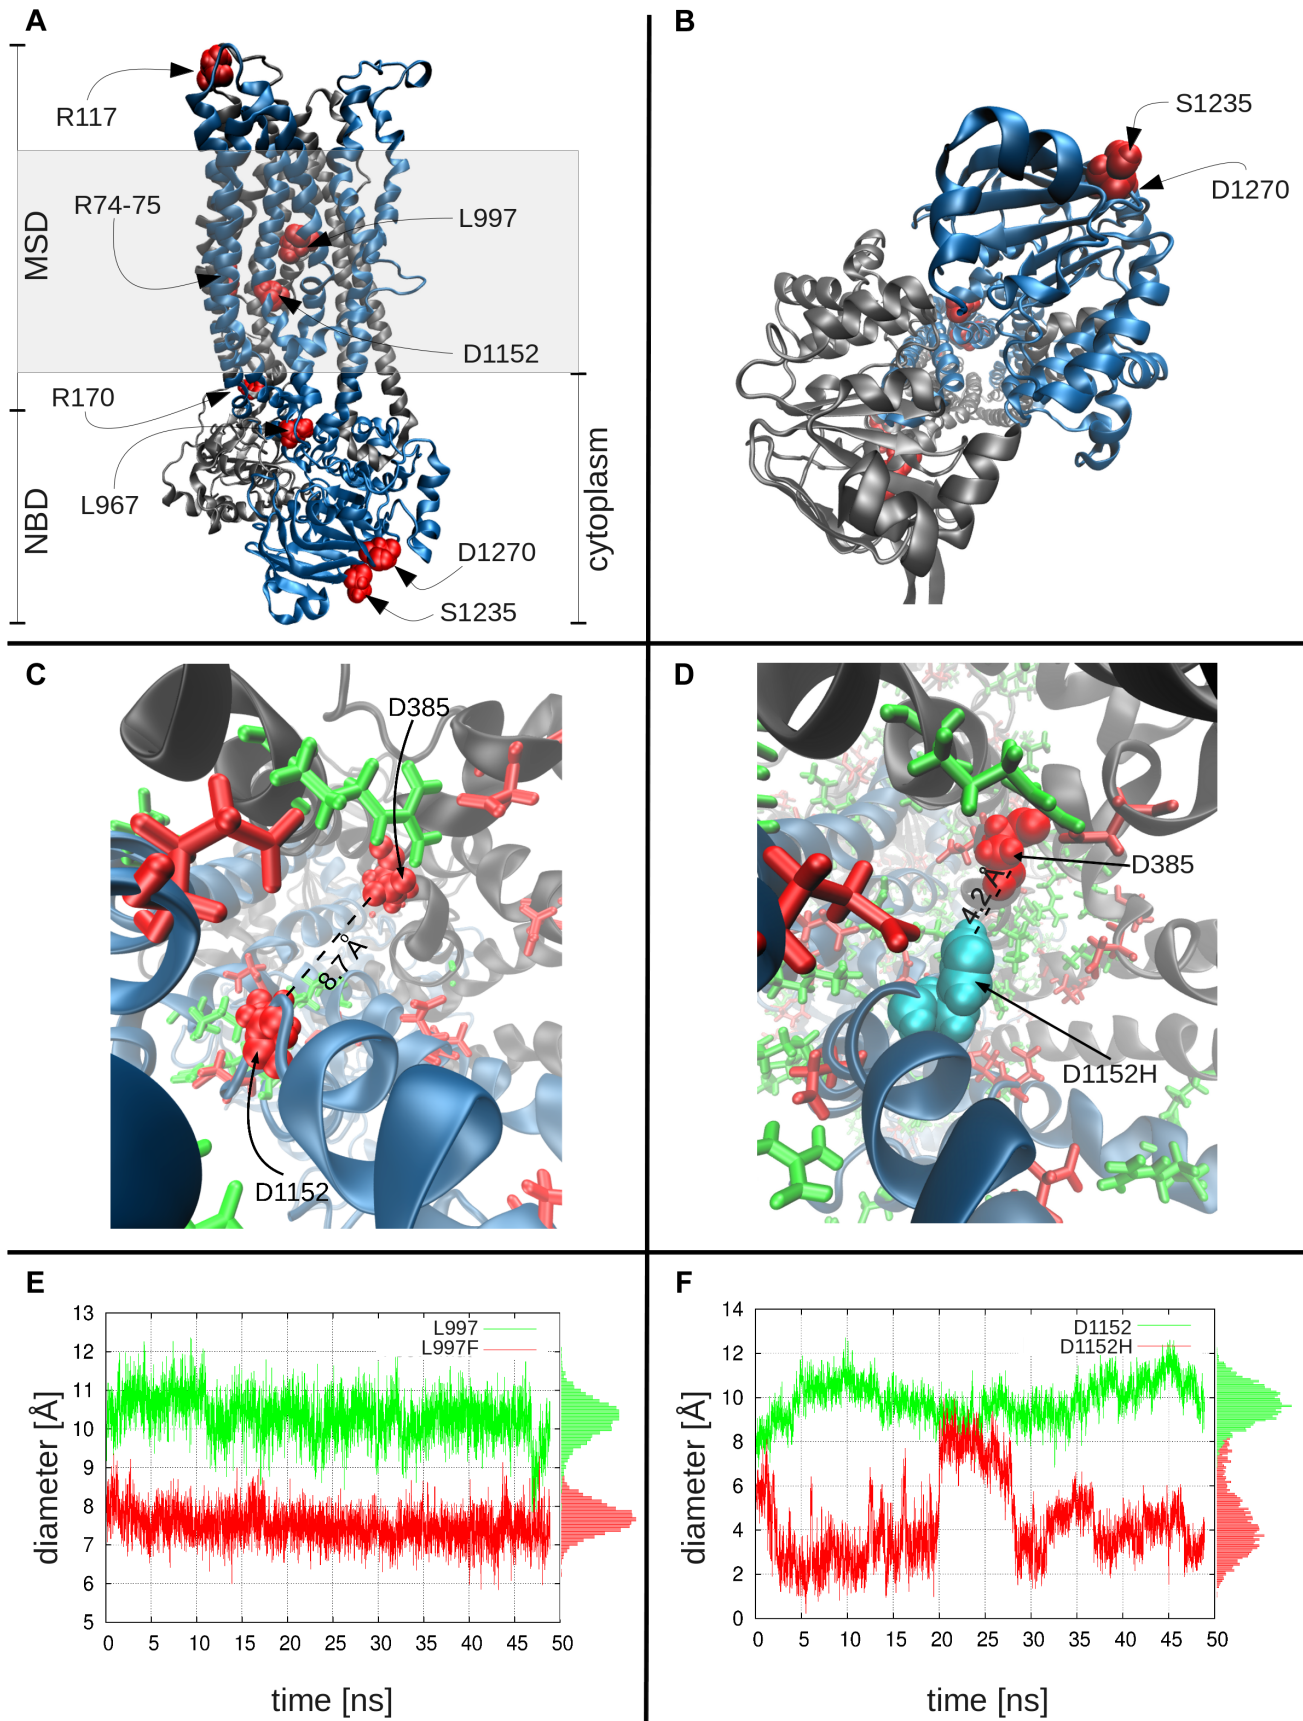 A
R117
R74-75
L997
MSD
D1152
R170
L967
NBD
cytoplasm
D1270
S1235
B
S1235
D1270
C
D385
8.7 Å
D1152
D
D385
4.2 Å
D1152H
E
L997
L997F
13
12
11
10
9
8
7
6
5
diameter [Å]
0 5 10 15 20 25 30 35 40 45 50
time [ns]
F
D1152
D1152H
14
12
10
8
6
4
2
0
diameter [Å]
0 5 10 15 20 25 30 35 40 45 50
time [ns]